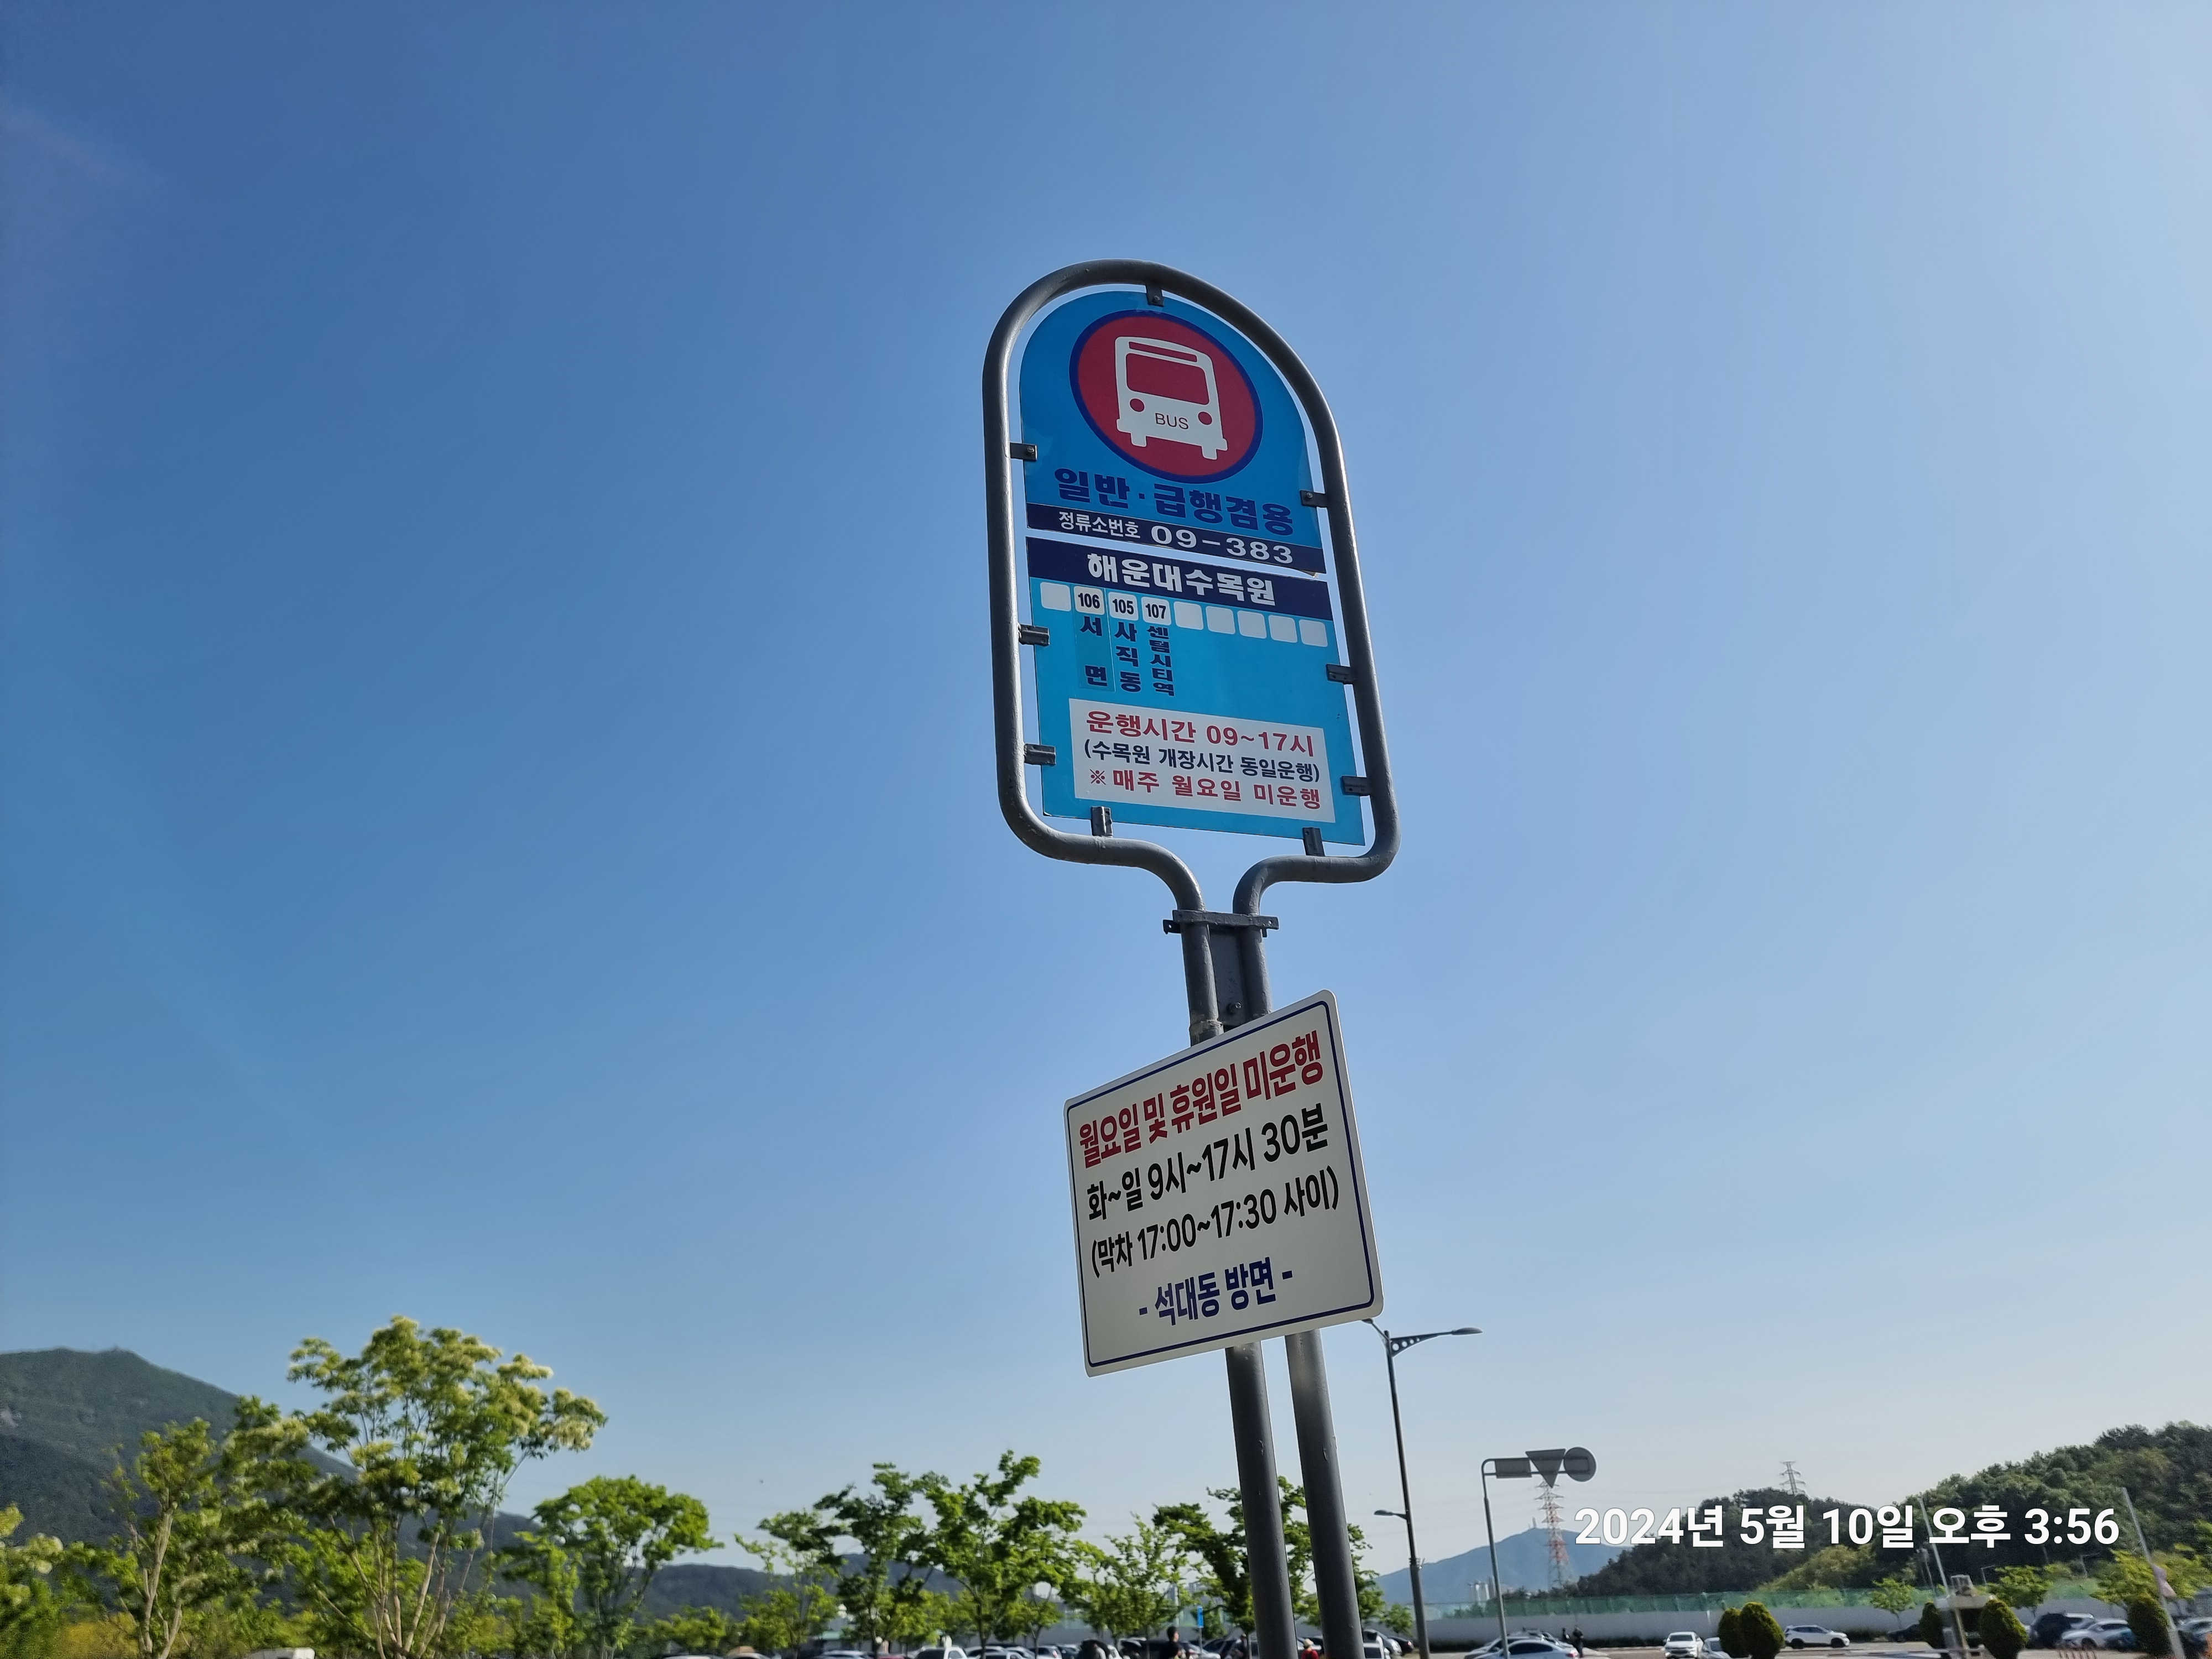 BUS
일반·급행겸용
정류소번호 09-383
해운대수목원
106 105 107
서면 사직동 센텀시티역
운행시간 09~17시
(수목원 개장시간 동일운행)
※매주 월요일 미운행
월요일 및 휴원일 미운행
화~일 9시~17시 30분
(막차 17:00~17:30 사이)
- 석대동 방면 -
2024년 5월 10일 오후 3:56